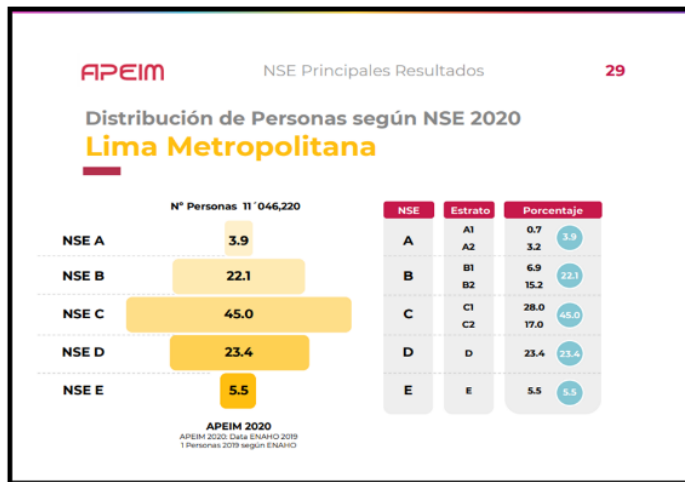 APEIM
NSE Principales Resultados
29
Distribución de Personas según NSE 2020
Lima Metropolitana
Nº Personas 11´046,220
NSE A 3.9
NSE B 22.1
NSE C 45.0
NSE D 23.4
NSE E 5.5
APEIM 2020
APEIM 2020: Data ENAHO 2019
1 Personas 2019 según ENAHO
NSE Estrato Porcentaje
A A1 0.7 3.9
A2 3.2
B B1 6.9 22.1
B2 15.2
C C1 28.0 45.0
C2 17.0
D D 23.4 23.4
E E 5.5 5.5